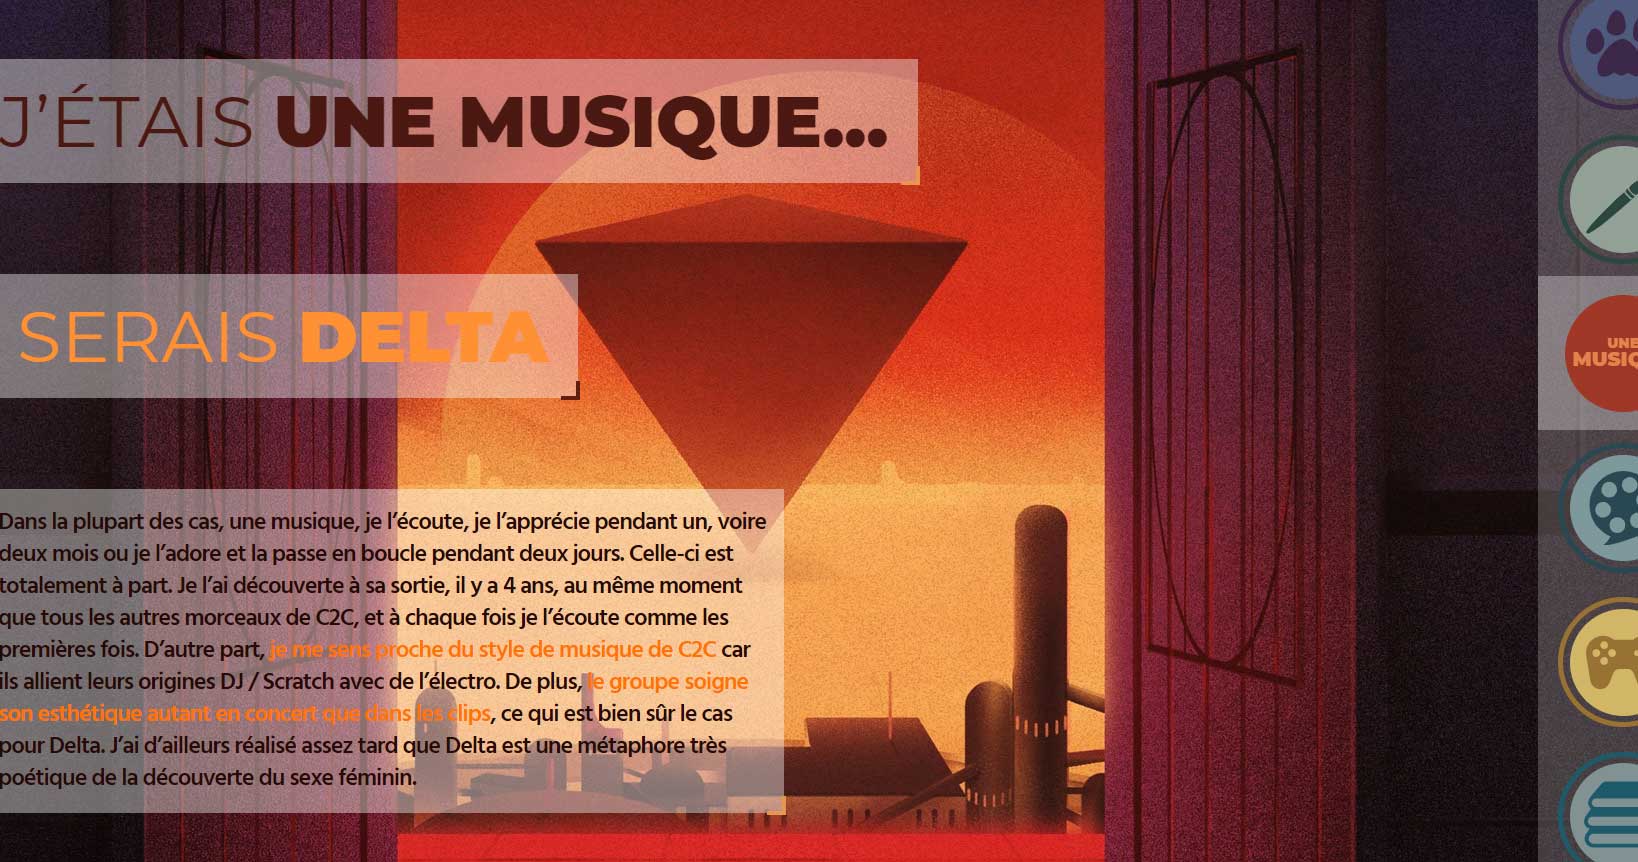 J’ÉTAIS UNE MUSIQUE...
SERAIS DELTA
Dans la plupart des cas, une musique, je l’écoute, je l’apprécie pendant un, voire
deux mois ou je l’adore et la passe en boucle pendant deux jours. Celle-ci est
totalement à part. Je l’ai découverte à sa sortie, il y a 4 ans, au même moment
que tous les autres morceaux de C2C, et à chaque fois je l’écoute comme les
premières fois. D’autre part, je me sens proche du style de musique de C2C car
ils allient leurs origines DJ / Scratch avec de l’électro. De plus, le groupe soigne
son esthétique autant en concert que dans les clips, ce qui est bien sûr le cas
pour Delta. J’ai d’ailleurs réalisé assez tard que Delta est une métaphore très
poétique de la découverte du sexe féminin.
UNE
MUSIQ